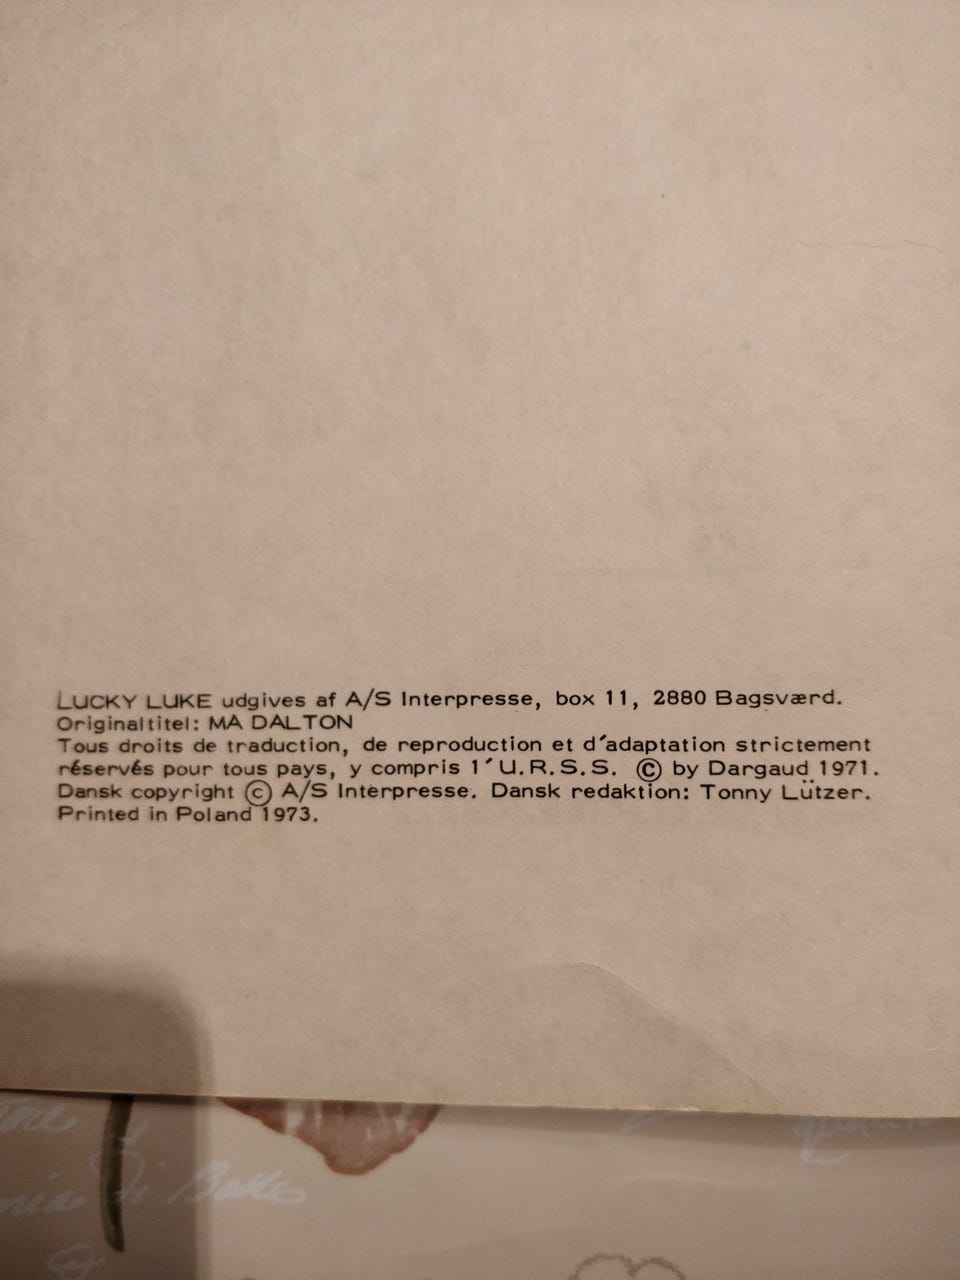 LUCKY LUKE udgives af A/S Interpresse, box 11, 2880 Bagsværd.
Originaltitel: MA DALTON
Tous droits de traduction, de reproduction et d´adaptation strictement
réservés pour tous pays, y compris 1´U.R.S.S. © by Dargaud 1971.
Dansk copyright © A/S Interpresse. Dansk redaktion: Tonny Lützer.
Printed in Poland 1973.